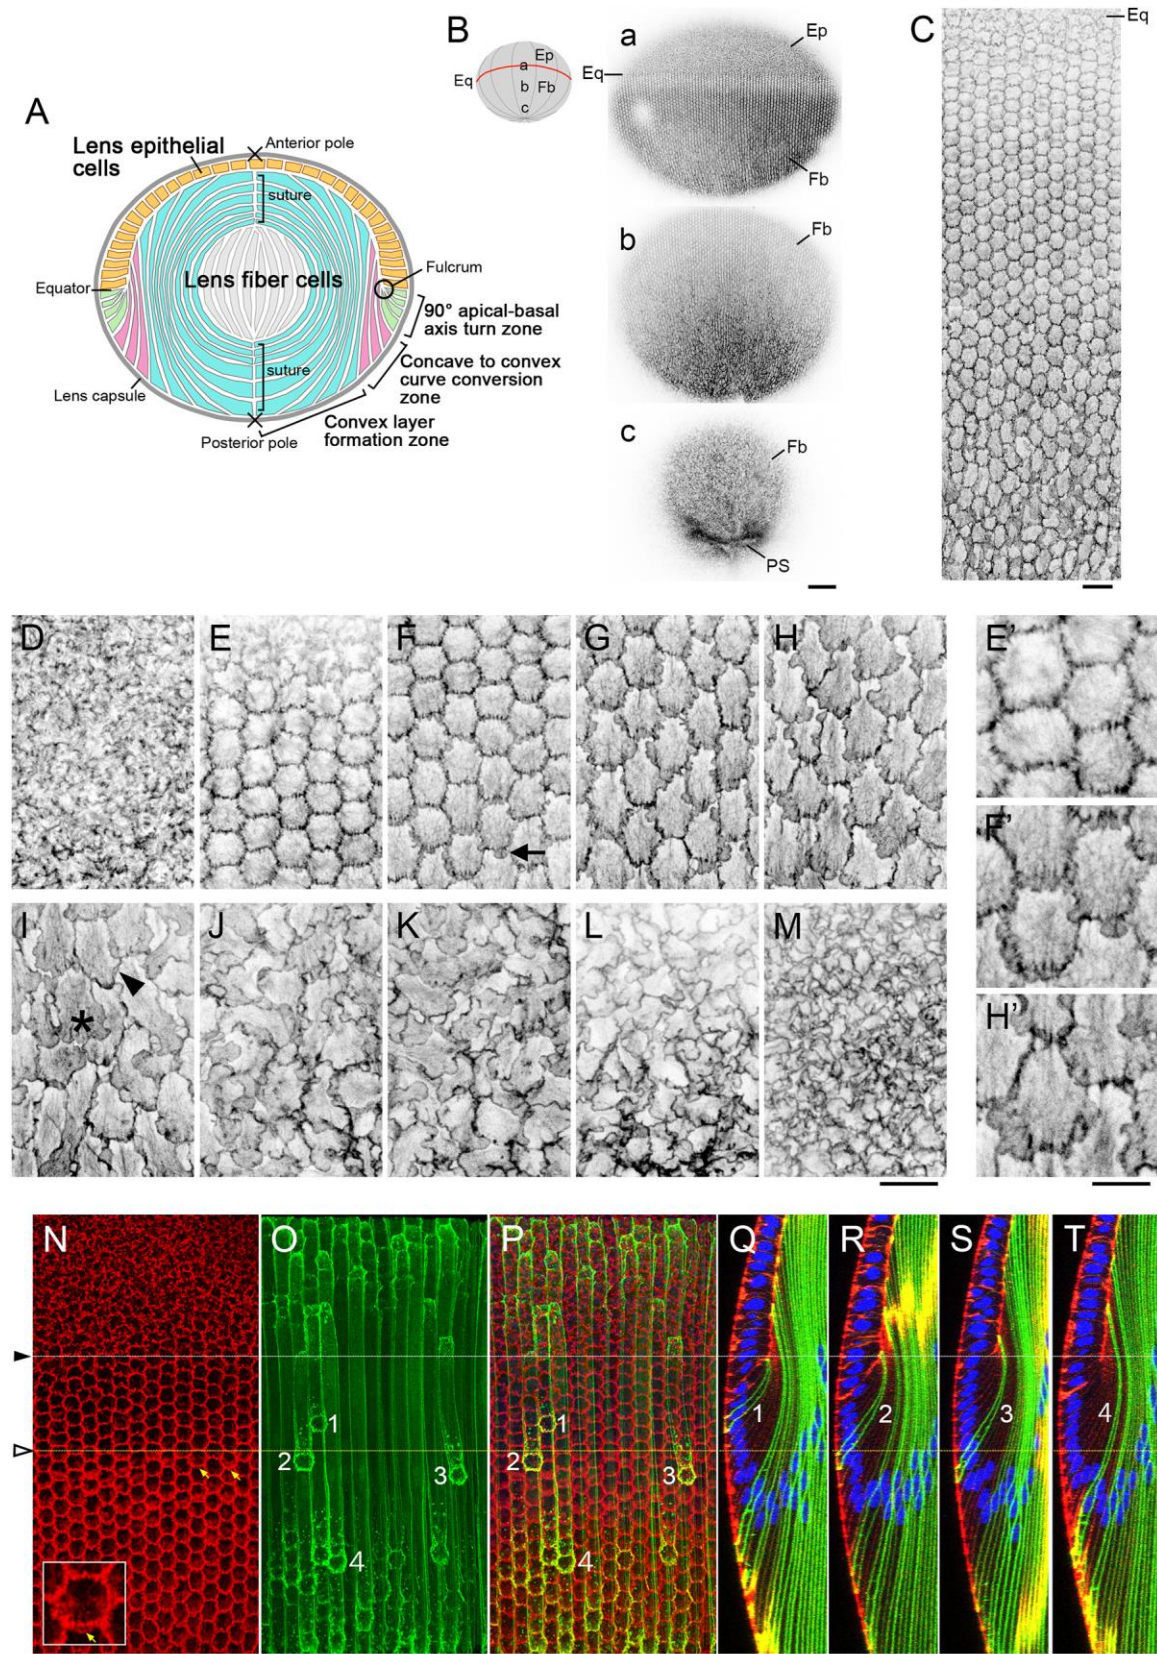 A
Lens epithelial
cells
Anterior pole
suture
Lens fiber cells
Equator
Fulcrum
90° apical-basal
axis turn zone
Concave to convex
curve conversion
zone
Convex layer
formation zone
suture
Lens capsule
Posterior pole
B
Ep
a
Eq
b
Fb
c
a
Ep
Eq
Fb
b
Fb
c
Fb
PS
C
Eq
D
E
F
G
H
E'
F'
I
*
J
K
L
M
H'
N
O
1
2
3
4
P
1
2
3
4
Q
1
R
2
S
3
T
4